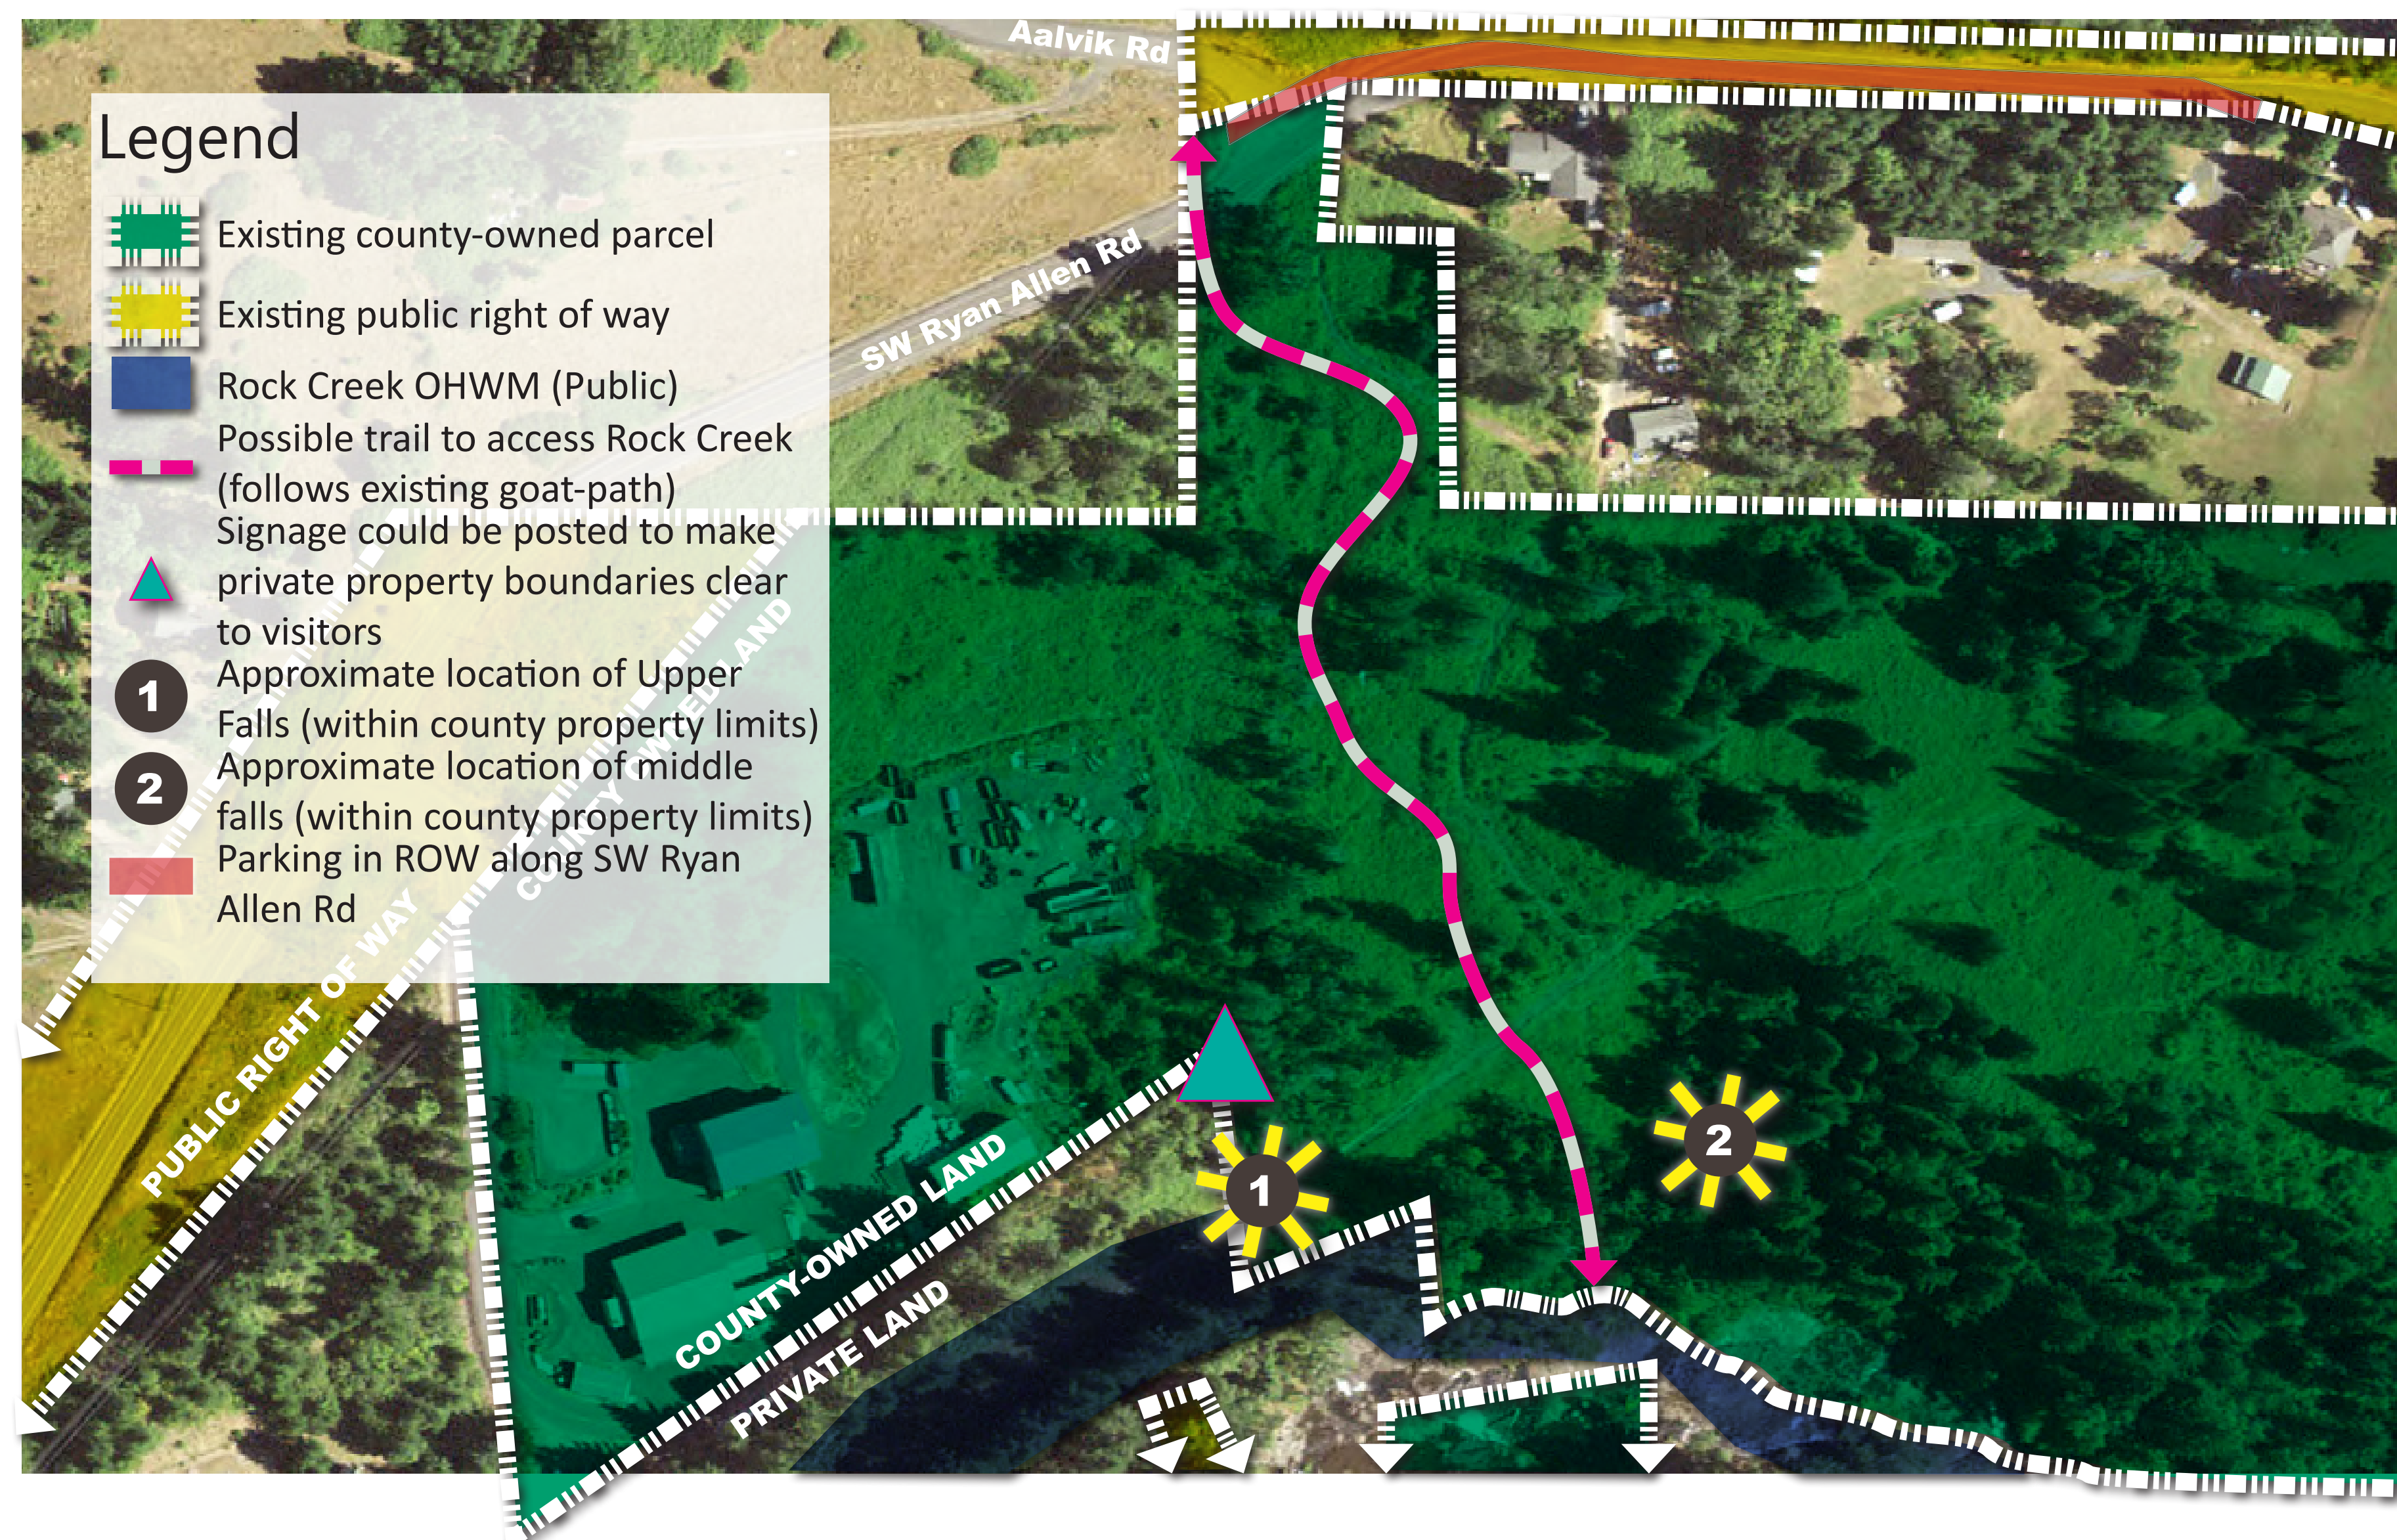 Aalvik Rd
Legend
Existing county-owned parcel
Existing public right of way
Rock Creek OHWM (Public)
Possible trail to access Rock Creek
(follows existing goat-path)
Signage could be posted to make
private property boundaries clear
to visitors
1
Approximate location of Upper
Falls (within county property limits)
2
Approximate location of middle
falls (within county property limits)
Parking in ROW along SW Ryan
Allen Rd
SW Ryan Allen Rd
COUNTY OWNED LAND
PUBLIC RIGHT OF WAY
COUNTY-OWNED LAND
PRIVATE LAND
1
2